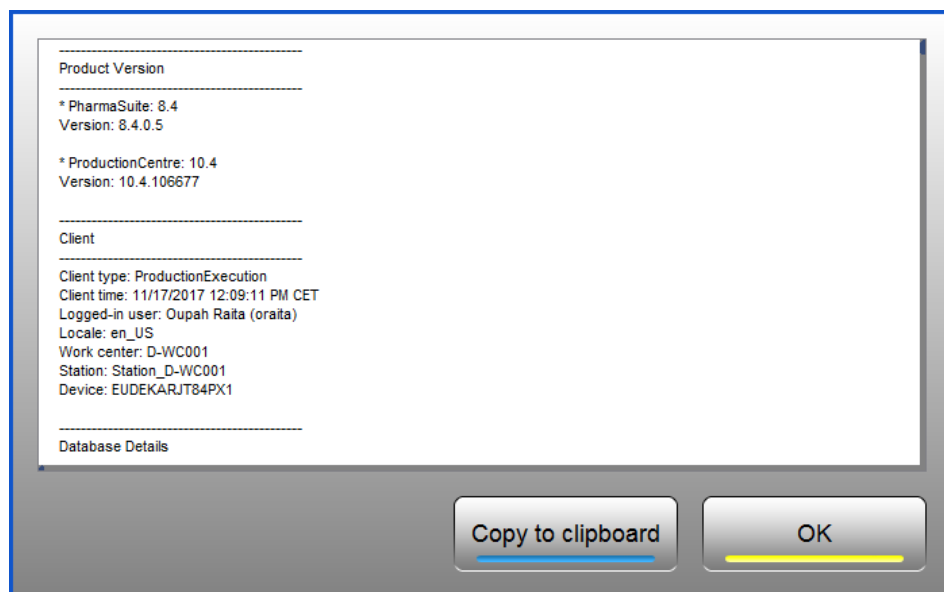 ---------------------------------------------
Product Version
---------------------------------------------
* PharmaSuite: 8.4
Version: 8.4.0.5
* ProductionCentre: 10.4
Version: 10.4.106677
---------------------------------------------
Client
---------------------------------------------
Client type: ProductionExecution
Client time: 11/17/2017 12:09:11 PM CET
Logged-in user: Oupah Raita (oraita)
Locale: en_US
Work center: D-WC001
Station: Station_D-WC001
Device: EUDEKARJT84PX1
---------------------------------------------
Database Details
Copy to clipboard
OK